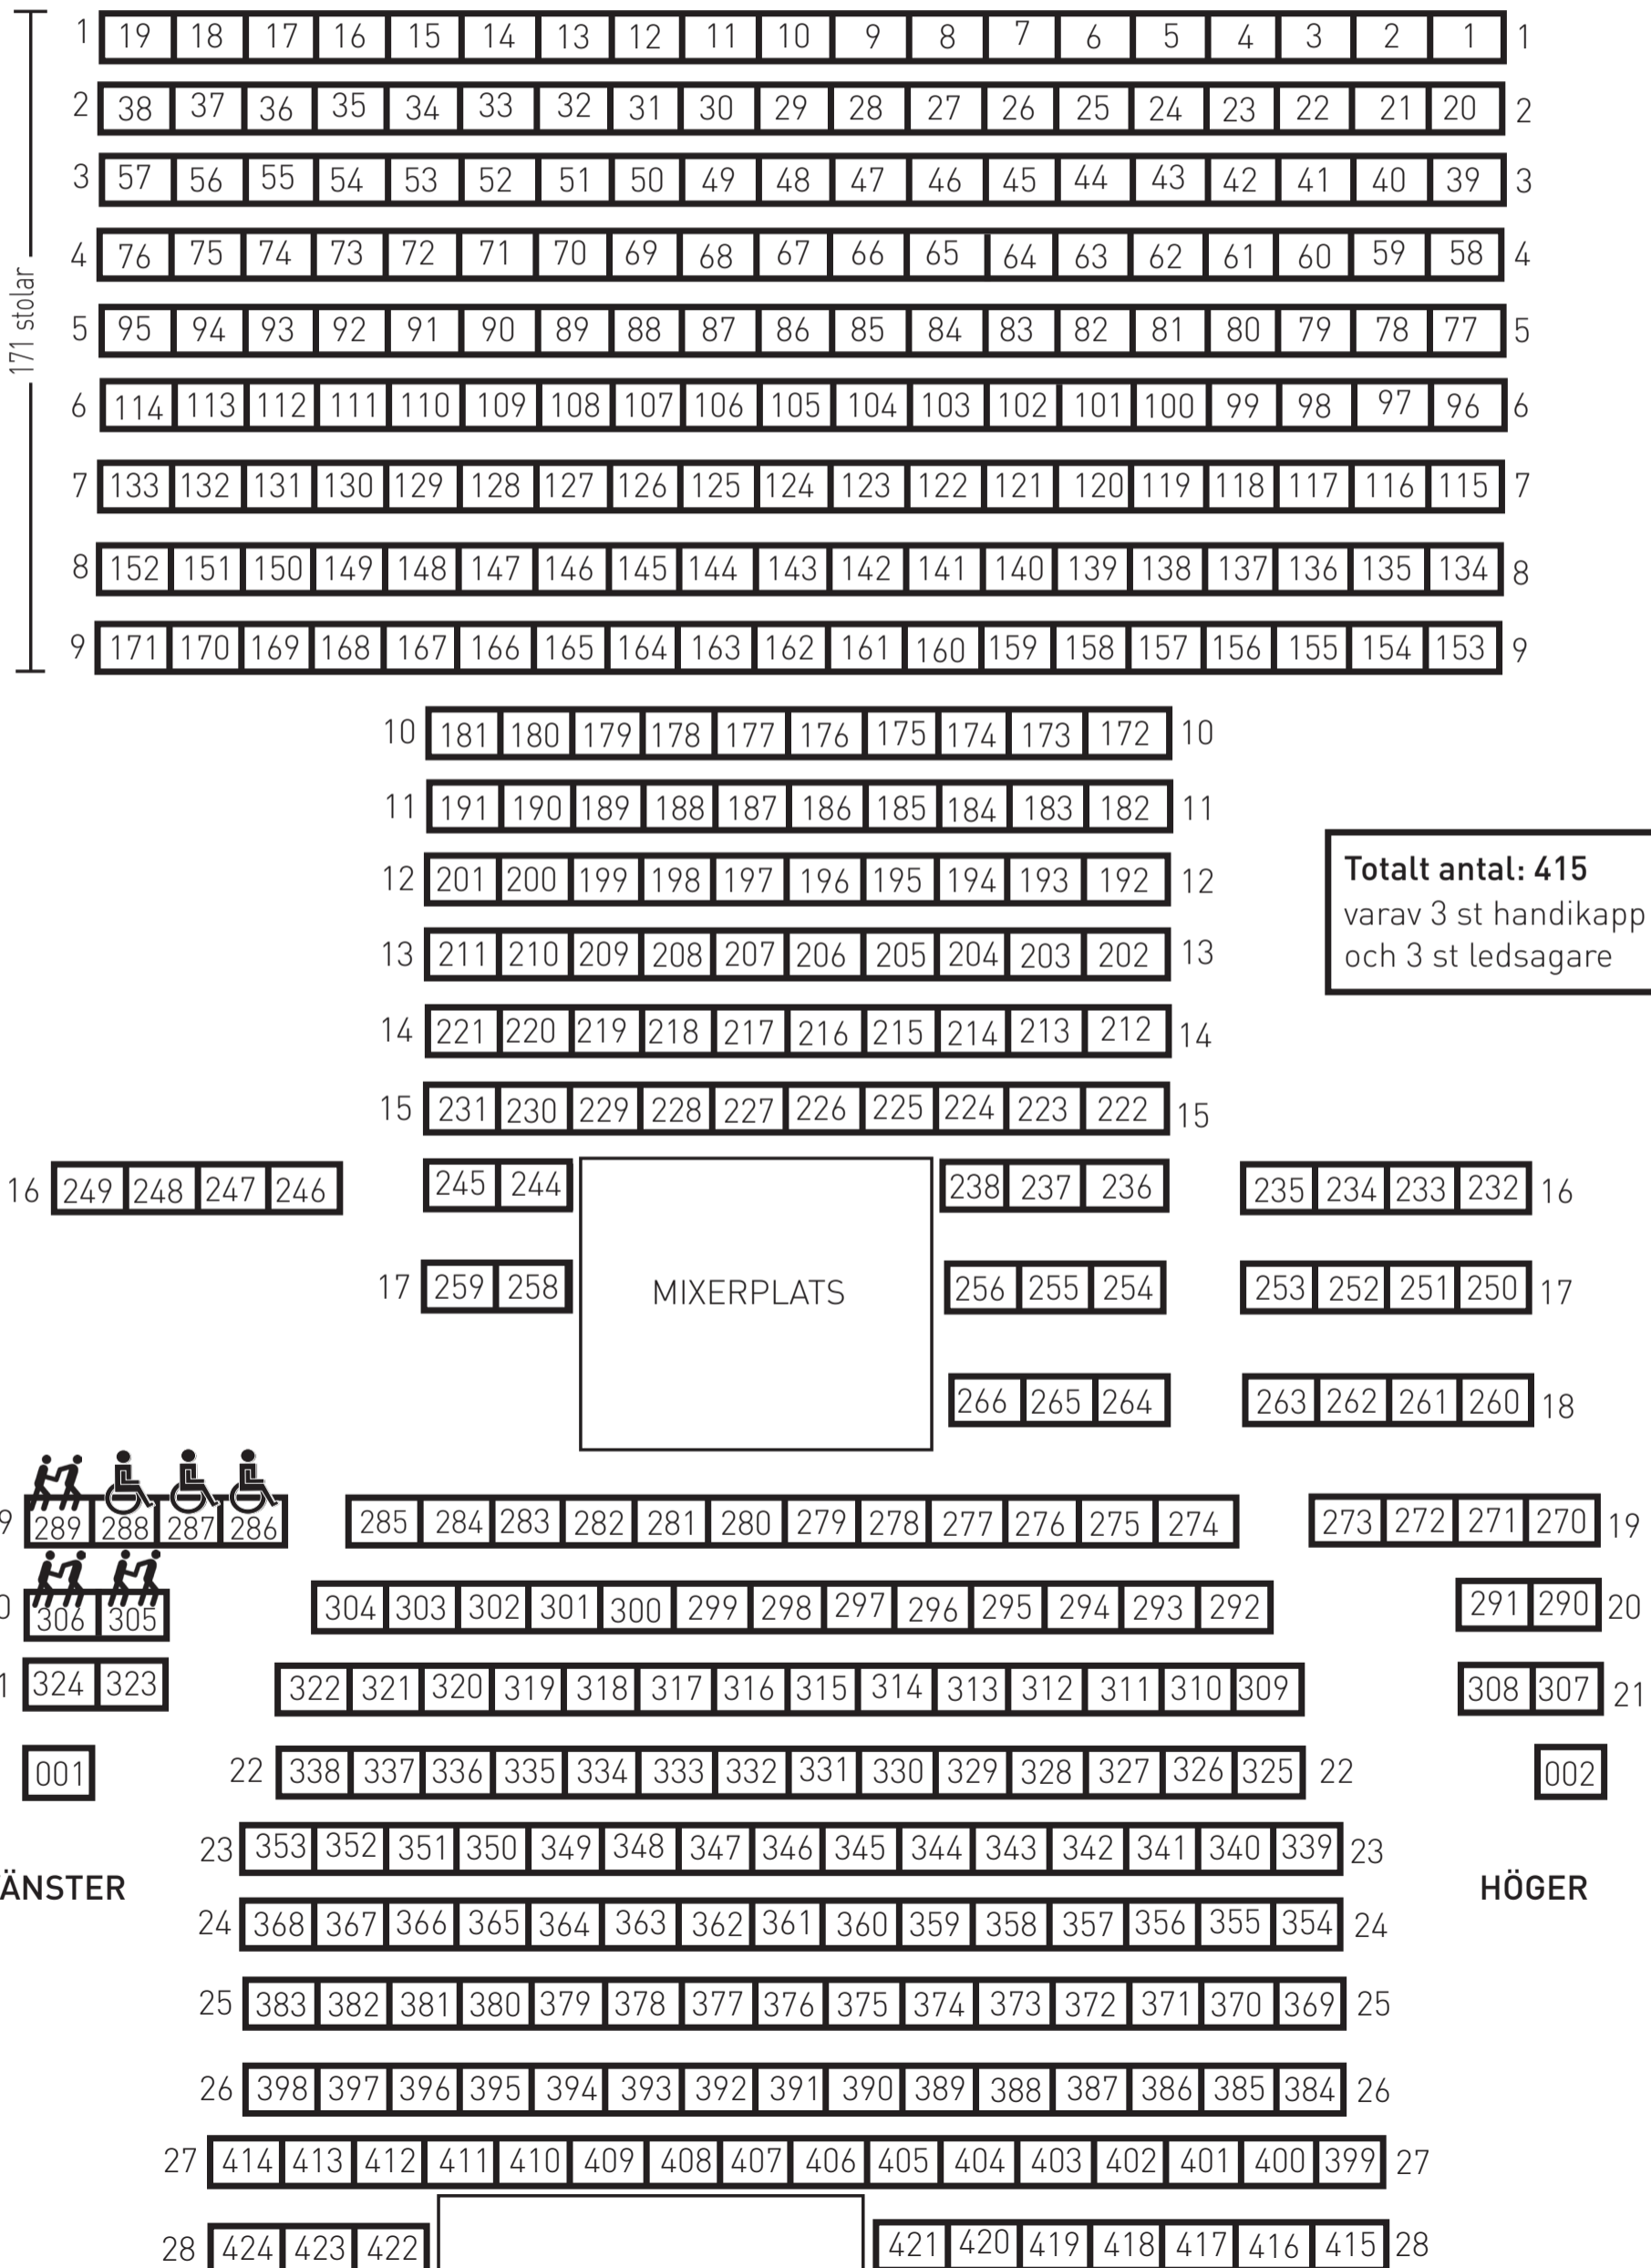 1 19 18 17 16 15 14 13 12 11 10 9 8 7 6 5 4 3 2 1 1
2 38 37 36 35 34 33 32 31 30 29 28 27 26 25 24 23 22 21 20 2
3 57 56 55 54 53 52 51 50 49 48 47 46 45 44 43 42 41 40 39 3
4 76 75 74 73 72 71 70 69 68 67 66 65 64 63 62 61 60 59 58 4
171 stolar
5 95 94 93 92 91 90 89 88 87 86 85 84 83 82 81 80 79 78 77 5
6 114 113 112 111 110 109 108 107 106 105 104 103 102 101 100 99 98 97 96 6
7 133 132 131 130 129 128 127 126 125 124 123 122 121 120 119 118 117 116 115 7
8 152 151 150 149 148 147 146 145 144 143 142 141 140 139 138 137 136 135 134 8
9 171 170 169 168 167 166 165 164 163 162 161 160 159 158 157 156 155 154 153 9
10 181 180 179 178 177 176 175 174 173 172 10
11 191 190 189 188 187 186 185 184 183 182 11
12 201 200 199 198 197 196 195 194 193 192 12
Totalt antal: 415
varav 3 st handikapp
och 3 st ledsagare
13 211 210 209 208 207 206 205 204 203 202 13
14 221 220 219 218 217 216 215 214 213 212 14
15 231 230 229 228 227 226 225 224 223 222 15
16 249 248 247 246 245 244 238 237 236 235 234 233 232 16
17 259 258 MIXERPLATS 256 255 254 253 252 251 250 17
266 265 264 263 262 261 260 18
9 289 288 287 286 285 284 283 282 281 280 279 278 277 276 275 274 273 272 271 270 19
0 306 305 304 303 302 301 300 299 298 297 296 295 294 293 292 291 290 20
1 324 323 322 321 320 319 318 317 316 315 314 313 312 311 310 309 308 307 21
001 22 338 337 336 335 334 333 332 331 330 329 328 327 326 325 22 002
23 353 352 351 350 349 348 347 346 345 344 343 342 341 340 339 23
ÄNSTER HÖGER
24 368 367 366 365 364 363 362 361 360 359 358 357 356 355 354 24
25 383 382 381 380 379 378 377 376 375 374 373 372 371 370 369 25
26 398 397 396 395 394 393 392 391 390 389 388 387 386 385 384 26
27 414 413 412 411 410 409 408 407 406 405 404 403 402 401 400 399 27
28 424 423 422 421 420 419 418 417 416 415 28